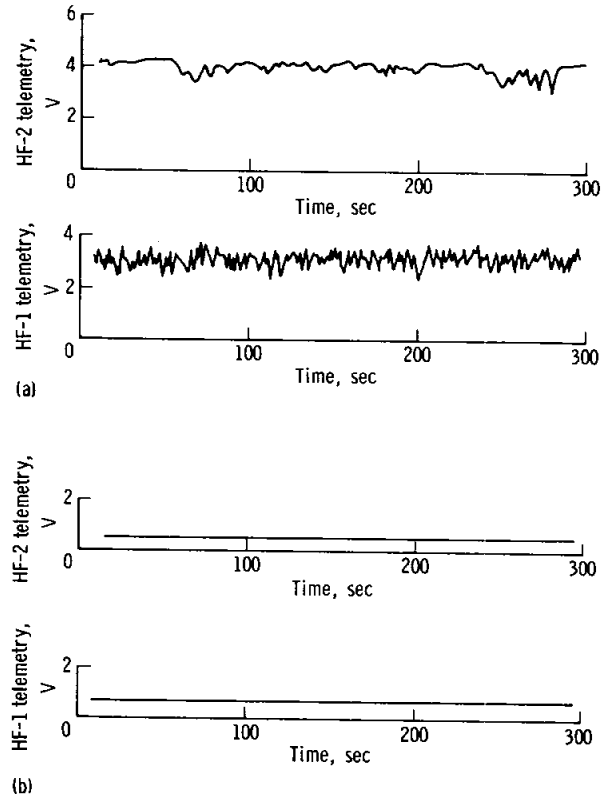 HF-2 telemetry,
V
6
4
2
0
100
200
300
Time, sec
HF-1 telemetry,
V
4
2
0
100
200
300
Time, sec
(a)
HF-2 telemetry,
V
2
0
100
200
300
Time, sec
HF-1 telemetry,
V
2
0
100
200
300
Time, sec
(b)